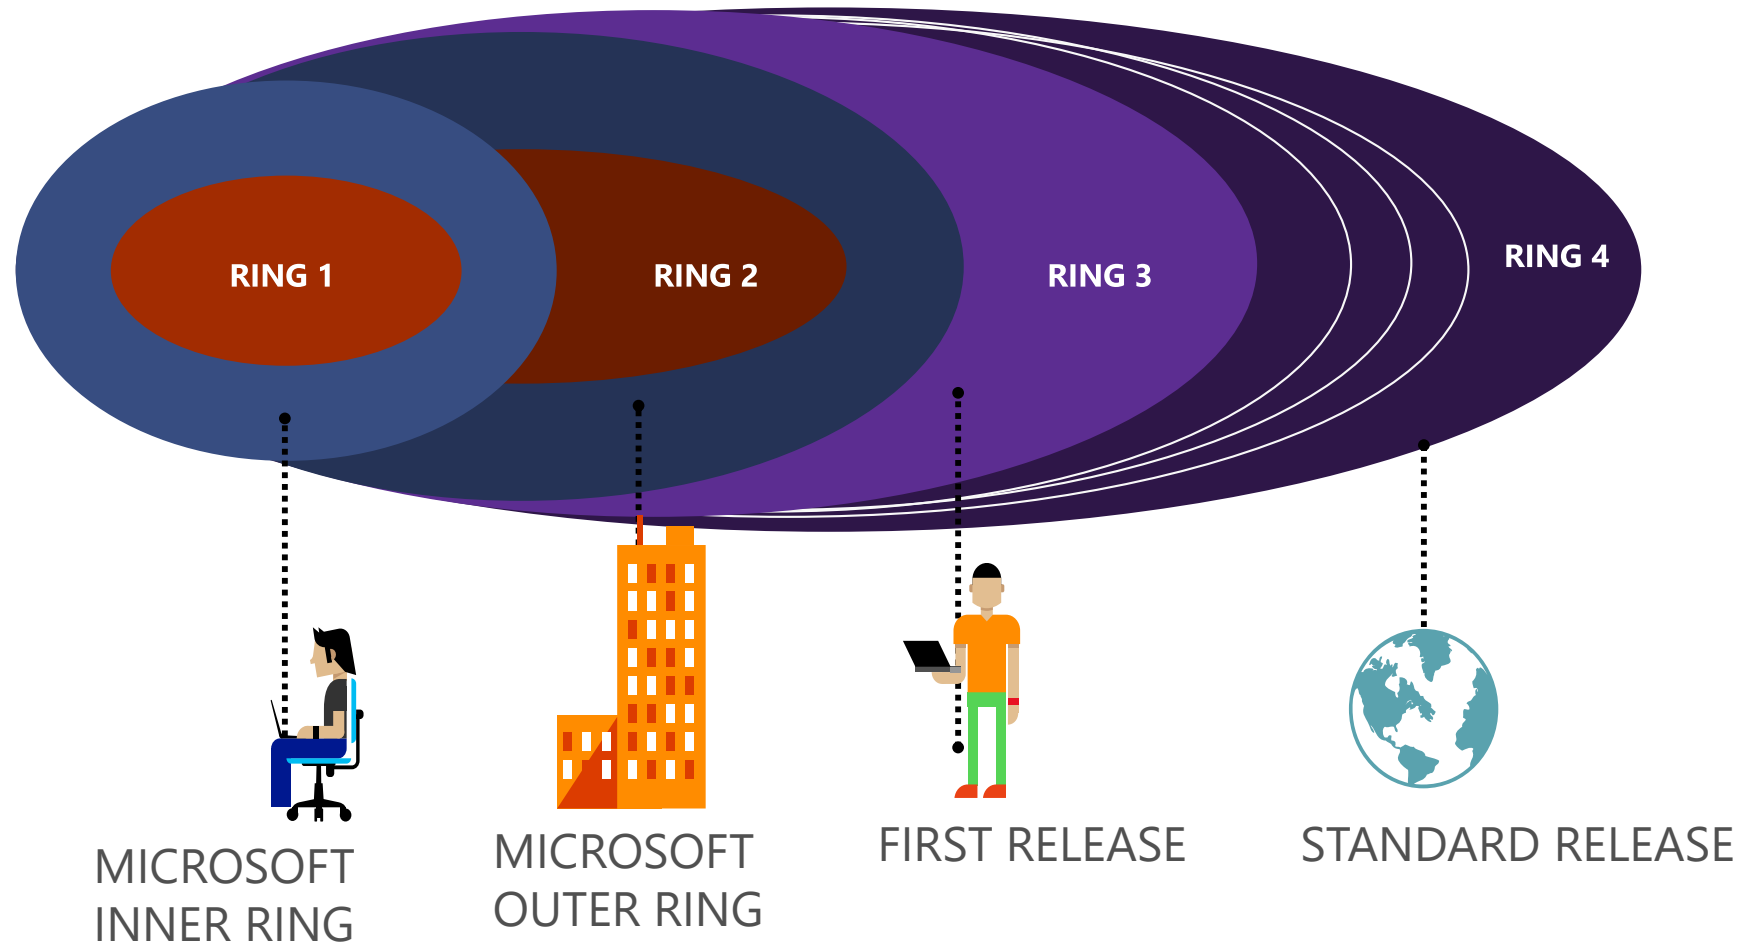 RING 1
RING 2
RING 3
RING 4
MICROSOFT
INNER RING
MICROSOFT
OUTER RING
FIRST RELEASE
STANDARD RELEASE